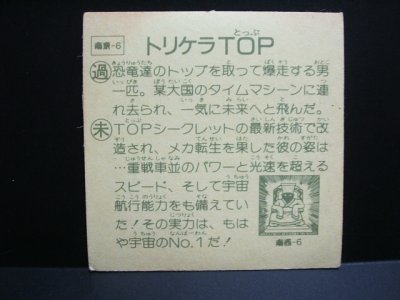 南東-6
トリケラTOP
過 恐竜達のトップを取って爆走する男
一匹。某大国のタイムマシーンに連
れ去られ、一気に未来へと飛んだ。
未 TOPシークレットの最新技術で改
造され、メカ転生を果した彼の姿は
…重戦車並のパワーと光速を超える
スピード、そして宇宙
航行能力をも備えてい
た!その実力は、もは
や宇宙のNo.1だ!
南西-6